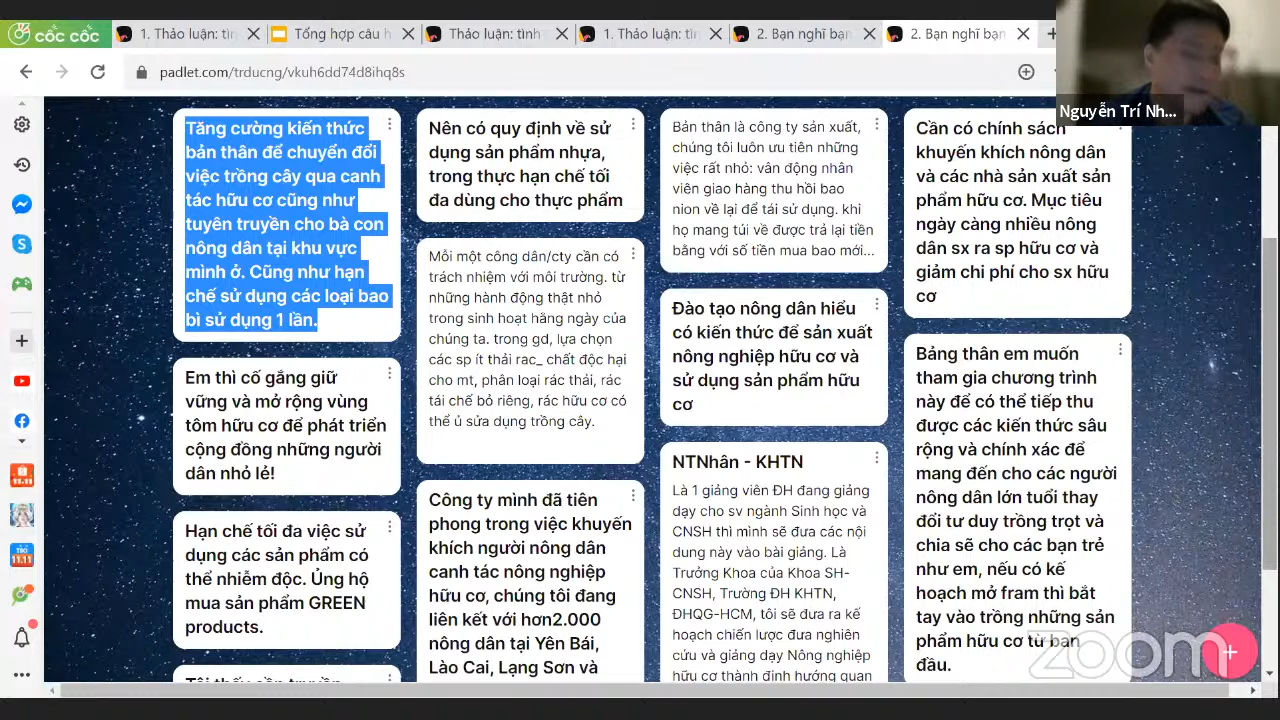 cốc cốc
1. Thảo luận: tìn
Tổng hợp câu h
Thảo luận: tình
1. Thảo luận: tìn
2. Bạn nghĩ bạn
2. Bạn nghĩ bạn
padlet.com/trducng/vkuh6dd74d8ihq8s
Nguyễn Trí Nh...
Tăng cường kiến thức
bản thân để chuyển đổi
việc trồng cây qua canh
tác hữu cơ cũng như
tuyên truyền cho bà con
nông dân tại khu vực
mình ở. Cũng như hạn
chế sử dụng các loại bao
bì sử dụng 1 lần.
Em thì cố gắng giữ
vững và mở rộng vùng
tôm hữu cơ để phát triển
cộng đồng những người
dân nhỏ lẻ!
Hạn chế tối đa việc sử
dụng các sản phẩm có
thể nhiễm độc. Ủng hộ
mua sản phẩm GREEN
products.
Tôi thấy cần truyền
Nên có quy định về sử
dụng sản phẩm nhựa,
trong thực hạn chế tối
đa dùng cho thực phẩm
Mỗi một công dân/cty cần có
trách nhiệm với môi trường. từ
những hành động thật nhỏ
trong sinh hoạt hằng ngày của
chúng ta. trong gd, lựa chọn
các sp ít thải rac_ chất độc hại
cho mt, phân loại rác thải, rác
tái chế bỏ riêng, rác hữu cơ có
thể ủ sửa dụng trồng cây.
Công ty mình đã tiên
phong trong việc khuyến
khích người nông dân
canh tác nông nghiệp
hữu cơ, chúng tôi đang
liên kết với hơn2.000
nông dân tại Yên Bái,
Lào Cai, Lạng Sơn và
Bản thân là công ty sản xuất,
chúng tôi luôn ưu tiên những
việc rất nhỏ: vân động nhân
viên giao hàng thu hồi bao
nion về lại để tái sử dụng. khi
họ mang túi về được trả lại tiền
bằng với số tiền mua bao mới...
Đào tạo nông dân hiểu
có kiến thức để sản xuất
nông nghiệp hữu cơ và
sử dụng sản phẩm hữu
cơ
NTNhân - KHTN
Là 1 giảng viên ĐH đang giảng
dạy cho sv ngành Sinh học và
CNSH thì mình sẽ đưa các nội
dung này vào bài giảng. Là
Trưởng Khoa của Khoa SH-
CNSH, Trường ĐH KHTN,
ĐHQG-HCM, tôi sẽ đưa ra kế
hoạch chiến lược đưa nghiên
cứu và giảng dạy Nông nghiệp
hữu cơ thành định hướng quan
Cần có chính sách
khuyến khích nông dân
và các nhà sản xuất sản
phẩm hữu cơ. Mục tiêu
ngày càng nhiều nông
dân sx ra sp hữu cơ và
giảm chi phí cho sx hữu
cơ
Bảng thân em muốn
tham gia chương trình
này để có thể tiếp thu
được các kiến thức sâu
rộng và chính xác để
mang đến cho các người
nông dân lớn tuổi thay
đổi tư duy trồng trọt và
chia sẽ cho các bạn trẻ
như em, nếu có kế
hoạch mở fram thì bắt
tay vào trồng những sản
phẩm hữu cơ từ ban
đầu.
zoom